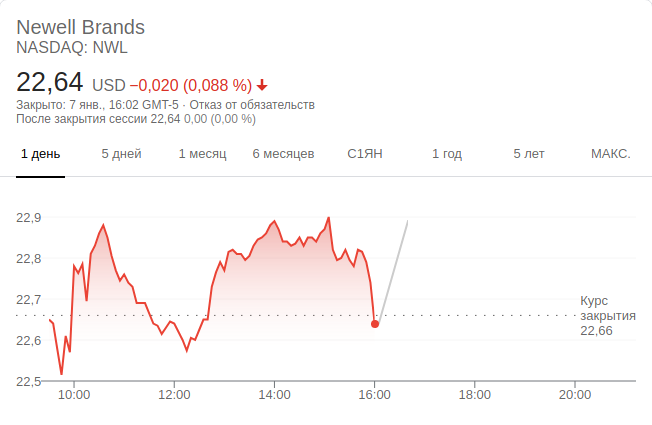 Newell Brands
NASDAQ: NWL
22,64 USD −0,020 (0,088 %)
Закрыто: 7 янв., 16:02 GMT-5 · Отказ от обязательств
После закрытия сессии 22,64 0,00 (0,00 %)
1 день 5 дней 1 месяц 6 месяцев С1ЯН 1 год 5 лет МАКС.
22,9
22,8
22,7
22,6
22,5
Курс
закрытия
22,66
10:00 12:00 14:00 16:00 18:00 20:00